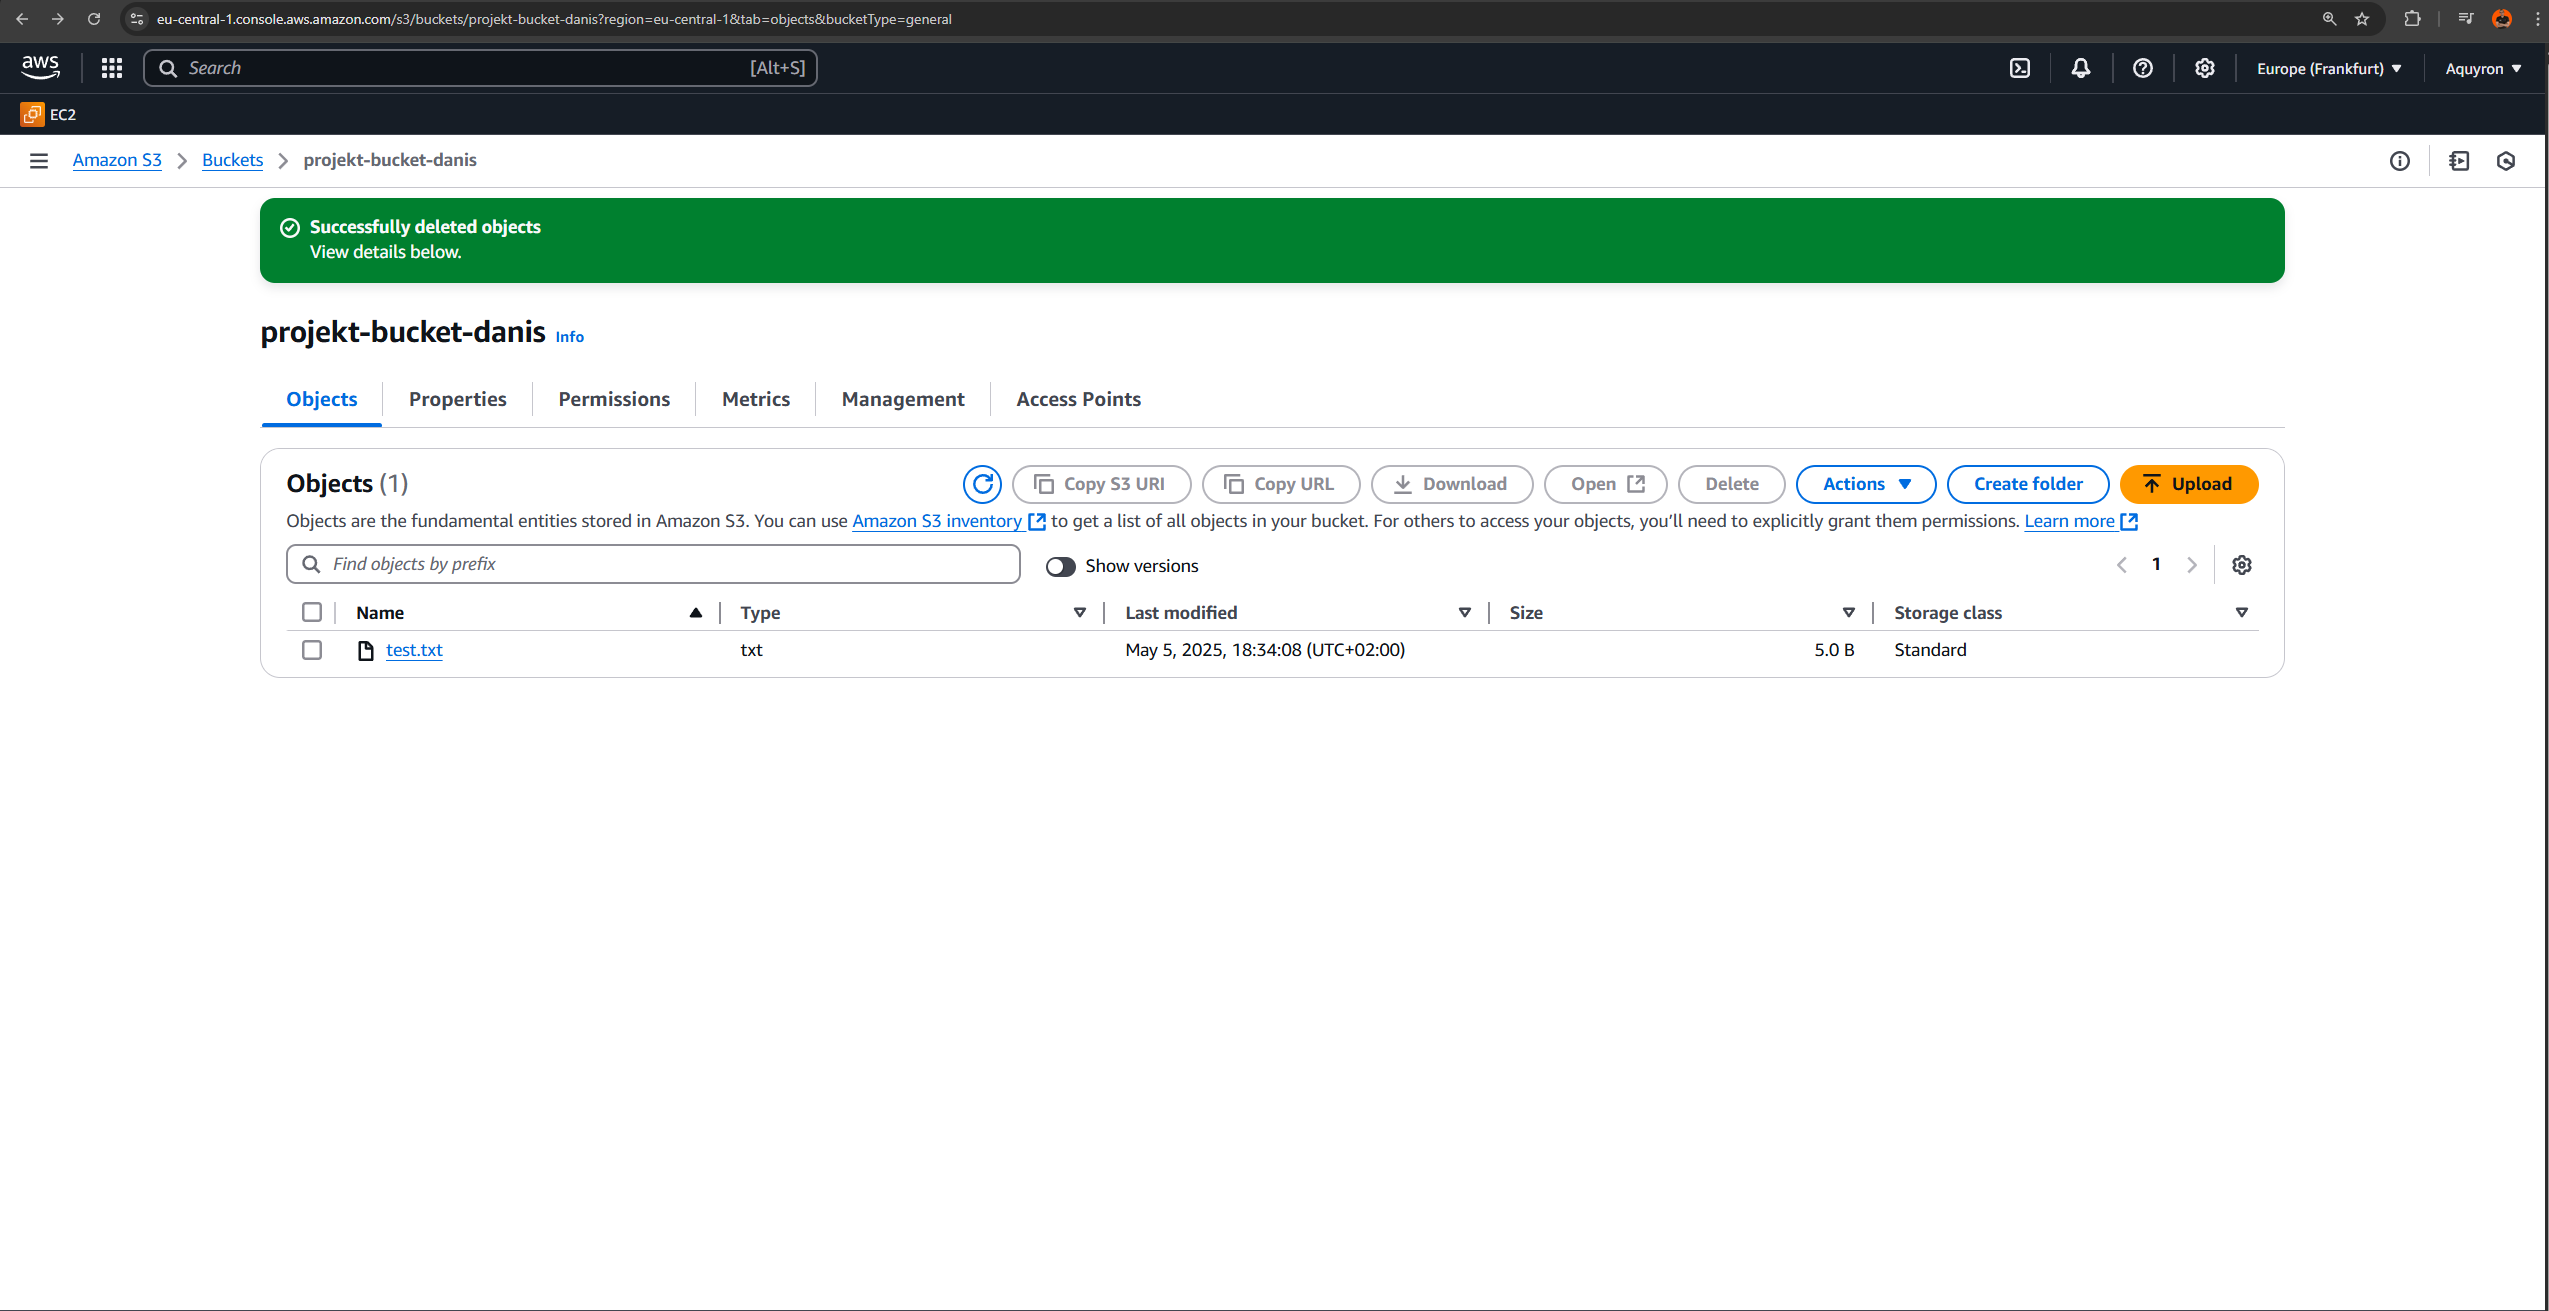 eu-central-1.console.aws.amazon.com/s3/buckets/projekt-bucket-danis?region=eu-central-1&tab=objects&bucketType=general
aws
Search [Alt+S]
Europe (Frankfurt)
Aquyron
EC2
Amazon S3
Buckets
projekt-bucket-danis
Successfully deleted objects
View details below.
projekt-bucket-danis Info
Objects
Properties
Permissions
Metrics
Management
Access Points
Objects (1)
Copy S3 URI
Copy URL
Download
Open
Delete
Actions
Create folder
Upload
Objects are the fundamental entities stored in Amazon S3. You can use Amazon S3 inventory to get a list of all objects in your bucket. For others to access your objects, you’ll need to explicitly grant them permissions. Learn more
Find objects by prefix
Show versions
1
Name Type Last modified Size Storage class
test.txt txt May 5, 2025, 18:34:08 (UTC+02:00) 5.0 B Standard